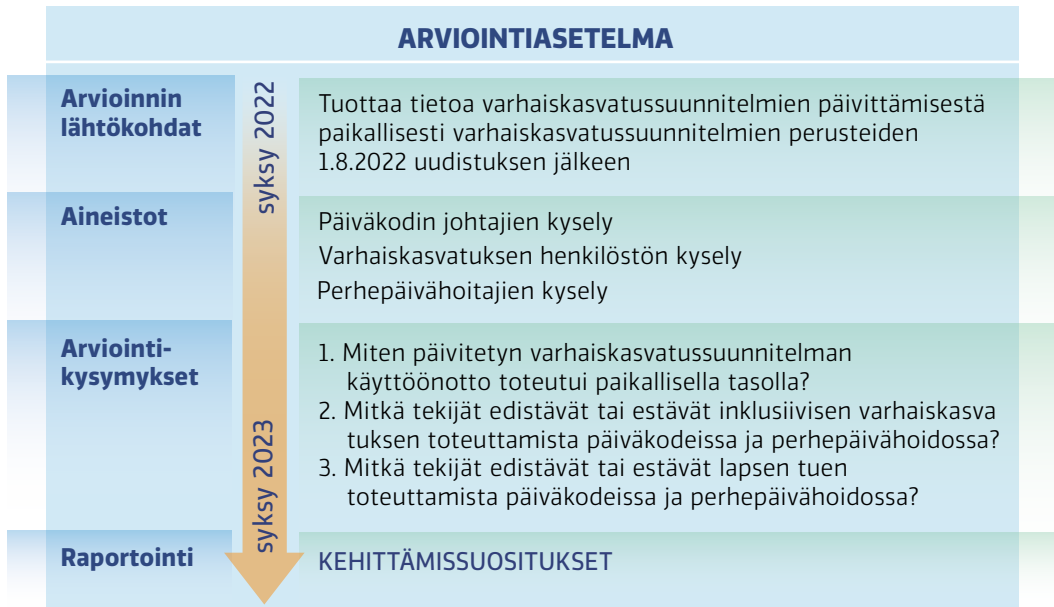 ARVIOINTIASETELMA
Arvioinnin
lähtökohdat
syksy 2022
Tuottaa tietoa varhaiskasvatussuunnitelmien päivittämisestä
paikallisesti varhaiskasvatussuunnitelmien perusteiden
1.8.2022 uudistuksen jälkeen
Aineistot
Päiväkodin johtajien kysely
Varhaiskasvatuksen henkilöstön kysely
Perhepäivähoitajien kysely
Arviointi-
kysymykset
1. Miten päivitetyn varhaiskasvatussuunnitelman
käyttöönotto toteutui paikallisella tasolla?
2. Mitkä tekijät edistävät tai estävät inklusiivisen varhaiskasva
tuksen toteuttamista päiväkodeissa ja perhepäivähoidossa?
3. Mitkä tekijät edistävät tai estävät lapsen tuen
toteuttamista päiväkodeissa ja perhepäivähoidossa?
syksy 2023
Raportointi
KEHITTÄMISSUOSITUKSET